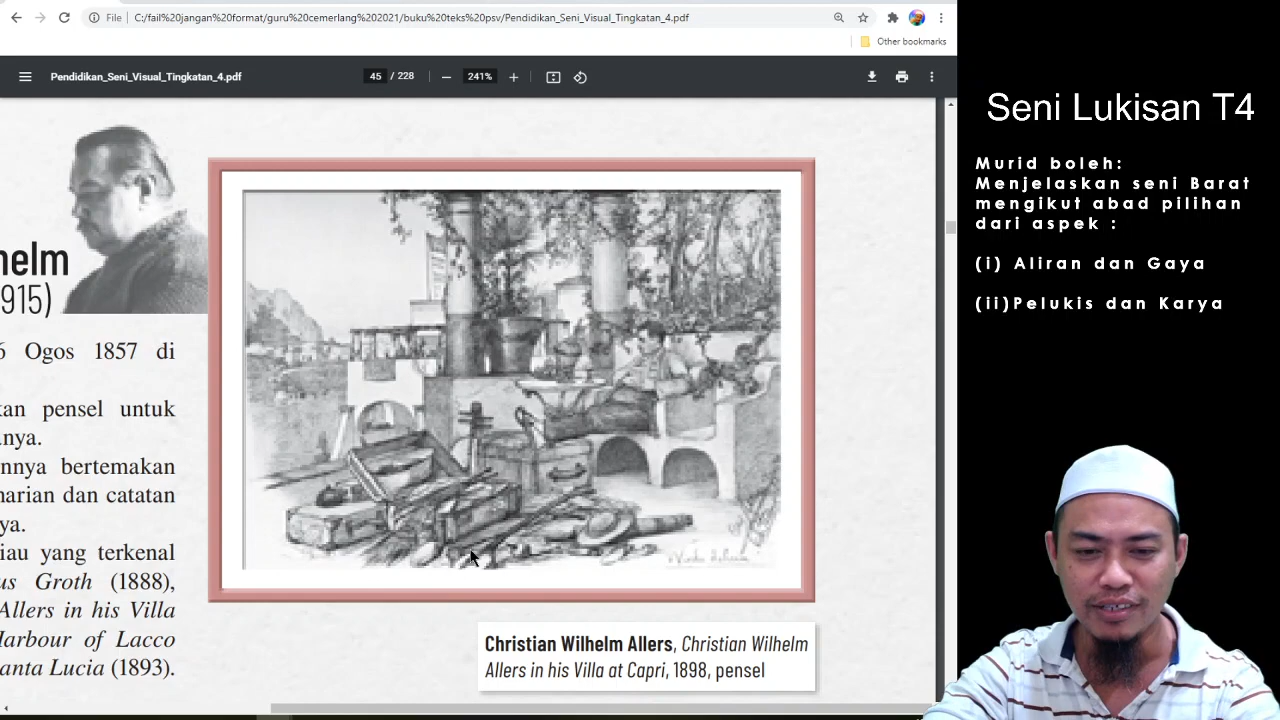 File
C:/fail%20jangan%20format/guru%20cemerlang%202021/buku%20teks%20psv/Pendidikan_Seni_Visual_Tingkatan_4.pdf
Other bookmarks
Pendidikan_Seni_Visual_Tingkatan_4.pdf
45 / 228
241%
helm
915)
6 Ogos 1857 di
kan pensel untuk
anya.
nnya bertemakan
harian dan catatan
ya.
iau yang terkenal
us Groth (1888),
Allers in his Villa
Harbour of Lacco
anta Lucia (1893).
Christian Wilhelm Allers, Christian Wilhelm
Allers in his Villa at Capri, 1898, pensel
Seni Lukisan T4
Murid boleh:
Menjelaskan seni Barat
mengikut abad pilihan
dari aspek :
(i) Aliran dan Gaya
(ii)Pelukis dan Karya